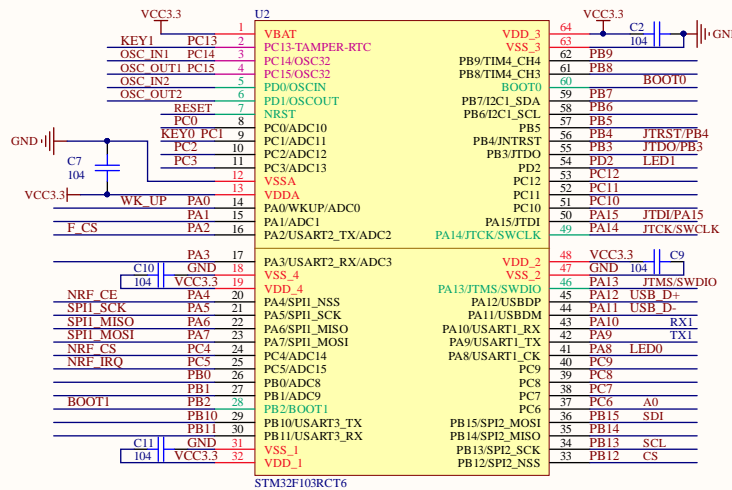 VCC3.3 U2 VCC3.3
1 VBAT VDD_3 64 C2
KEY1 PC13 2 PC13-TAMPER-RTC VSS_3 63 104 GND
OSC_IN1 PC14 3 PC14/OSC32 PB9/TIM4_CH4 62 PB9
OSC_OUT1 PC15 4 PC15/OSC32 PB8/TIM4_CH3 61 PB8
OSC_IN2 5 PD0/OSCIN BOOT0 60 BOOT0
OSC_OUT2 6 PD1/OSCOUT PB7/I2C1_SDA 59 PB7
RESET 7 NRST PB6/I2C1_SCL 58 PB6
PC0 8 PC0/ADC10 PB5 57 PB5
GND KEY0 PC1 9 PC1/ADC11 PB4/JNTRST 56 PB4 JTRST/PB4
PC2 10 PC2/ADC12 PB3/JTDO 55 PB3 JTDO/PB3
C7 PC3 11 PC3/ADC13 PD2 54 PD2 LED1
104 12 VSSA PC12 53 PC12
VCC3.3 13 VDDA PC11 52 PC11
WK_UP PA0 14 PA0/WKUP/ADC0 PC10 51 PC10
PA1 15 PA1/ADC1 PA15/JTDI 50 PA15 JTDI/PA15
F_CS PA2 16 PA2/USART2_TX/ADC2 PA14/JTCK/SWCLK 49 PA14 JTCK/SWCLK
PA3 17 PA3/USART2_RX/ADC3 VDD_2 48 VCC3.3 C9
C10 GND 18 VSS_4 VSS_2 47 GND 104
104 VCC3.3 19 VDD_4 PA13/JTMS/SWDIO 46 PA13 JTMS/SWDIO
NRF_CE PA4 20 PA4/SPI1_NSS PA12/USBDP 45 PA12 USB_D+
SPI1_SCK PA5 21 PA5/SPI1_SCK PA11/USBDM 44 PA11 USB_D-
SPI1_MISO PA6 22 PA6/SPI1_MISO PA10/USART1_RX 43 PA10 RX1
SPI1_MOSI PA7 23 PA7/SPI1_MOSI PA9/USART1_TX 42 PA9 TX1
NRF_CS PC4 24 PC4/ADC14 PA8/USART1_CK 41 PA8 LED0
NRF_IRQ PC5 25 PC5/ADC15 PC9 40 PC9
PB0 26 PB0/ADC8 PC8 39 PC8
PB1 27 PB1/ADC9 PC7 38 PC7
BOOT1 PB2 28 PB2/BOOT1 PC6 37 PC6 A0
PB10 29 PB10/USART3_TX PB15/SPI2_MOSI 36 PB15 SDI
PB11 30 PB11/USART3_RX PB14/SPI2_MISO 35 PB14
C11 GND 31 VSS_1 PB13/SPI2_SCK 34 PB13 SCL
104 VCC3.3 32 VDD_1 PB12/SPI2_NSS 33 PB12 CS
STM32F103RCT6